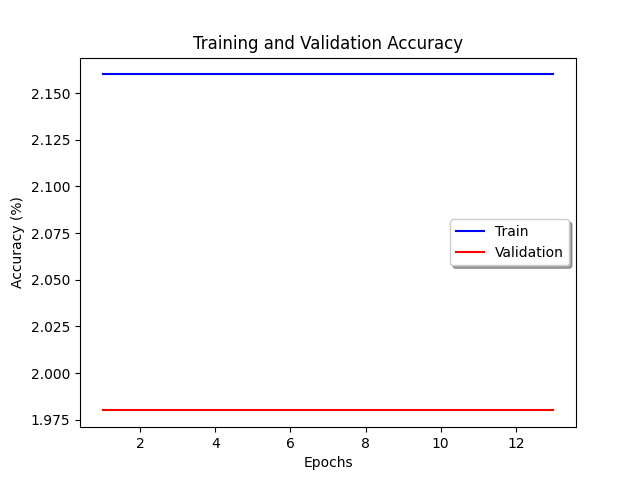 Training and Validation Accuracy
Accuracy (%)
2.150
2.125
2.100
2.075
2.050
2.025
2.000
1.975
Train
Validation
2 4 6 8 10 12
Epochs